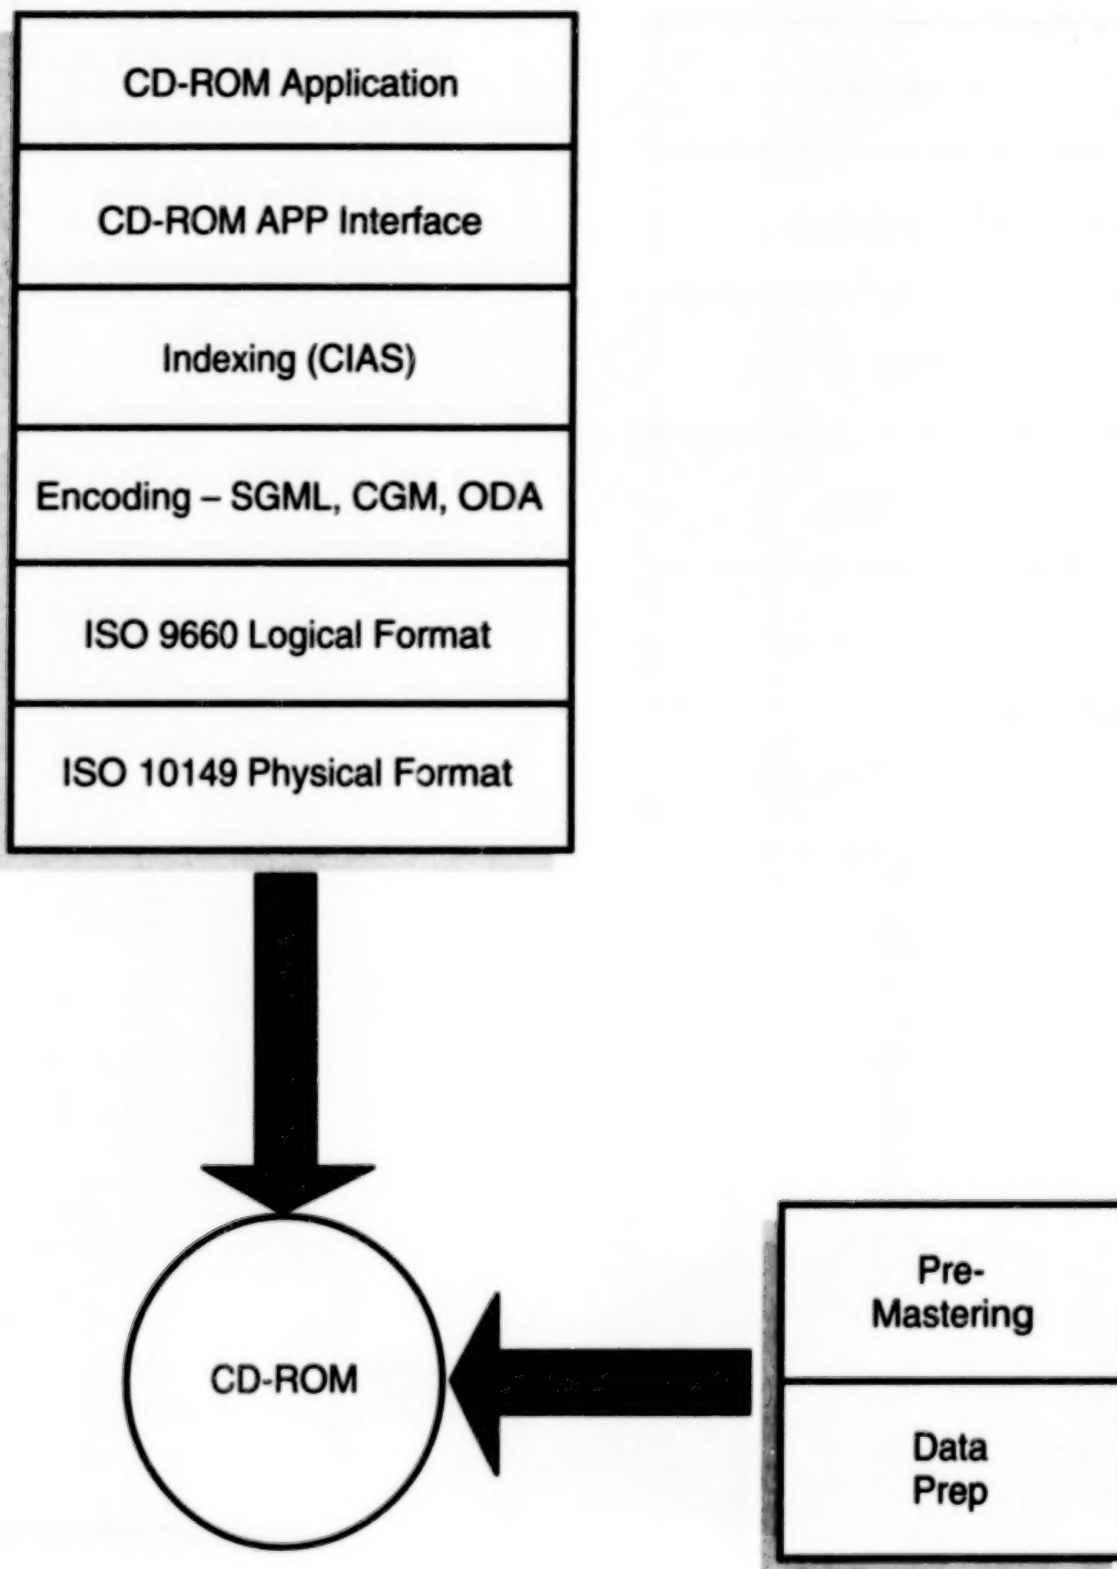 CD-ROM Application
CD-ROM APP Interface
Indexing (CIAS)
Encoding – SGML, CGM, ODA
ISO 9660 Logical Format
ISO 10149 Physical Format
CD-ROM
Pre-
Mastering
Data
Prep